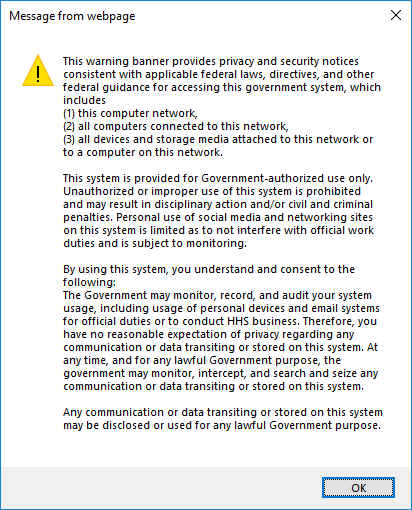 Message from webpage
This warning banner provides privacy and security notices
consistent with applicable federal laws, directives, and other
federal guidance for accessing this government system, which
includes
(1) this computer network,
(2) all computers connected to this network,
(3) all devices and storage media attached to this network or
to a computer on this network.
This system is provided for Government-authorized use only.
Unauthorized or improper use of this system is prohibited
and may result in disciplinary action and/or civil and criminal
penalties. Personal use of social media and networking sites
on this system is limited as to not interfere with official work
duties and is subject to monitoring.
By using this system, you understand and consent to the
following:
The Government may monitor, record, and audit your system
usage, including usage of personal devices and email systems
for official duties or to conduct HHS business. Therefore, you
have no reasonable expectation of privacy regarding any
communication or data transiting or stored on this system. At
any time, and for any lawful Government purpose, the
government may monitor, intercept, and search and seize any
communication or data transiting or stored on this system.
Any communication or data transiting or stored on this system
may be disclosed or used for any lawful Government purpose.
OK